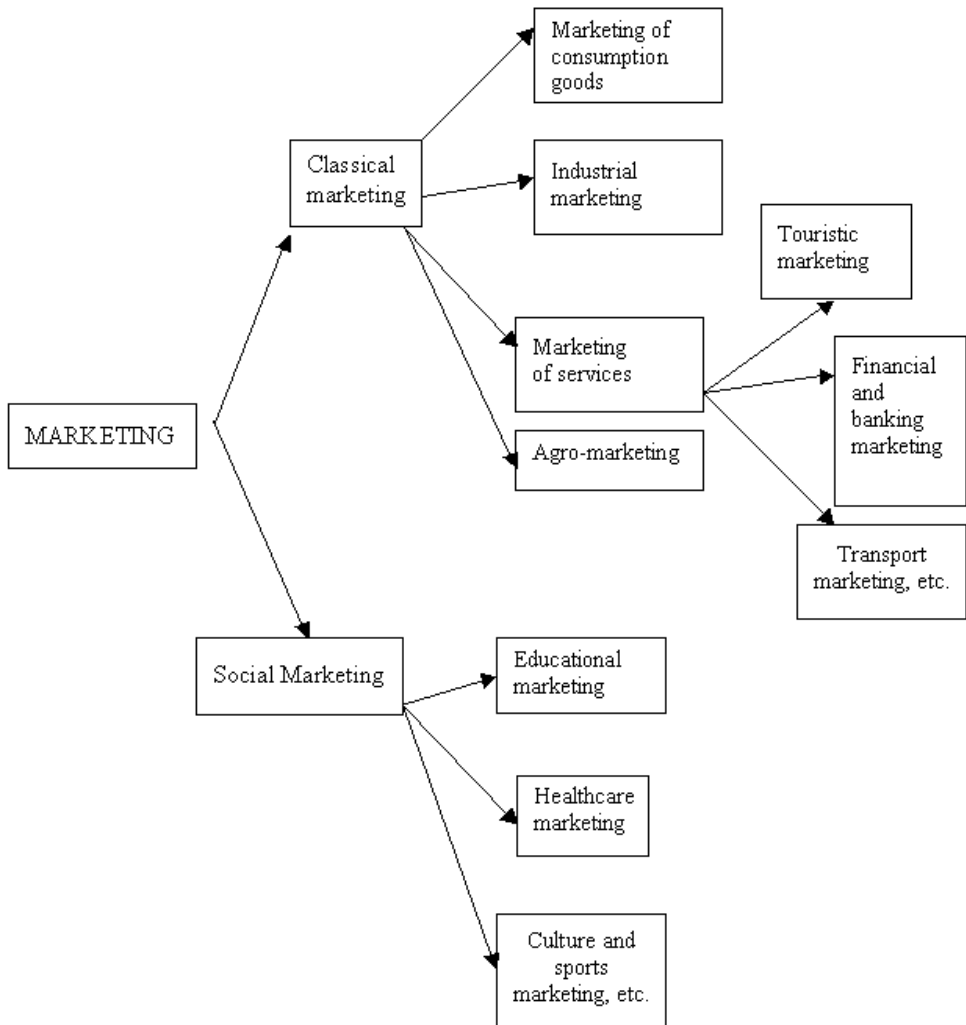 Marketing of
consumption
goods
Classical
marketing
Industrial
marketing
Touristic
marketing
Marketing
of services
Financial
and
banking
marketing
MARKETING
Agro-marketing
Transport
marketing, etc.
Social Marketing
Educational
marketing
Healthcare
marketing
Culture and
sports
marketing, etc.